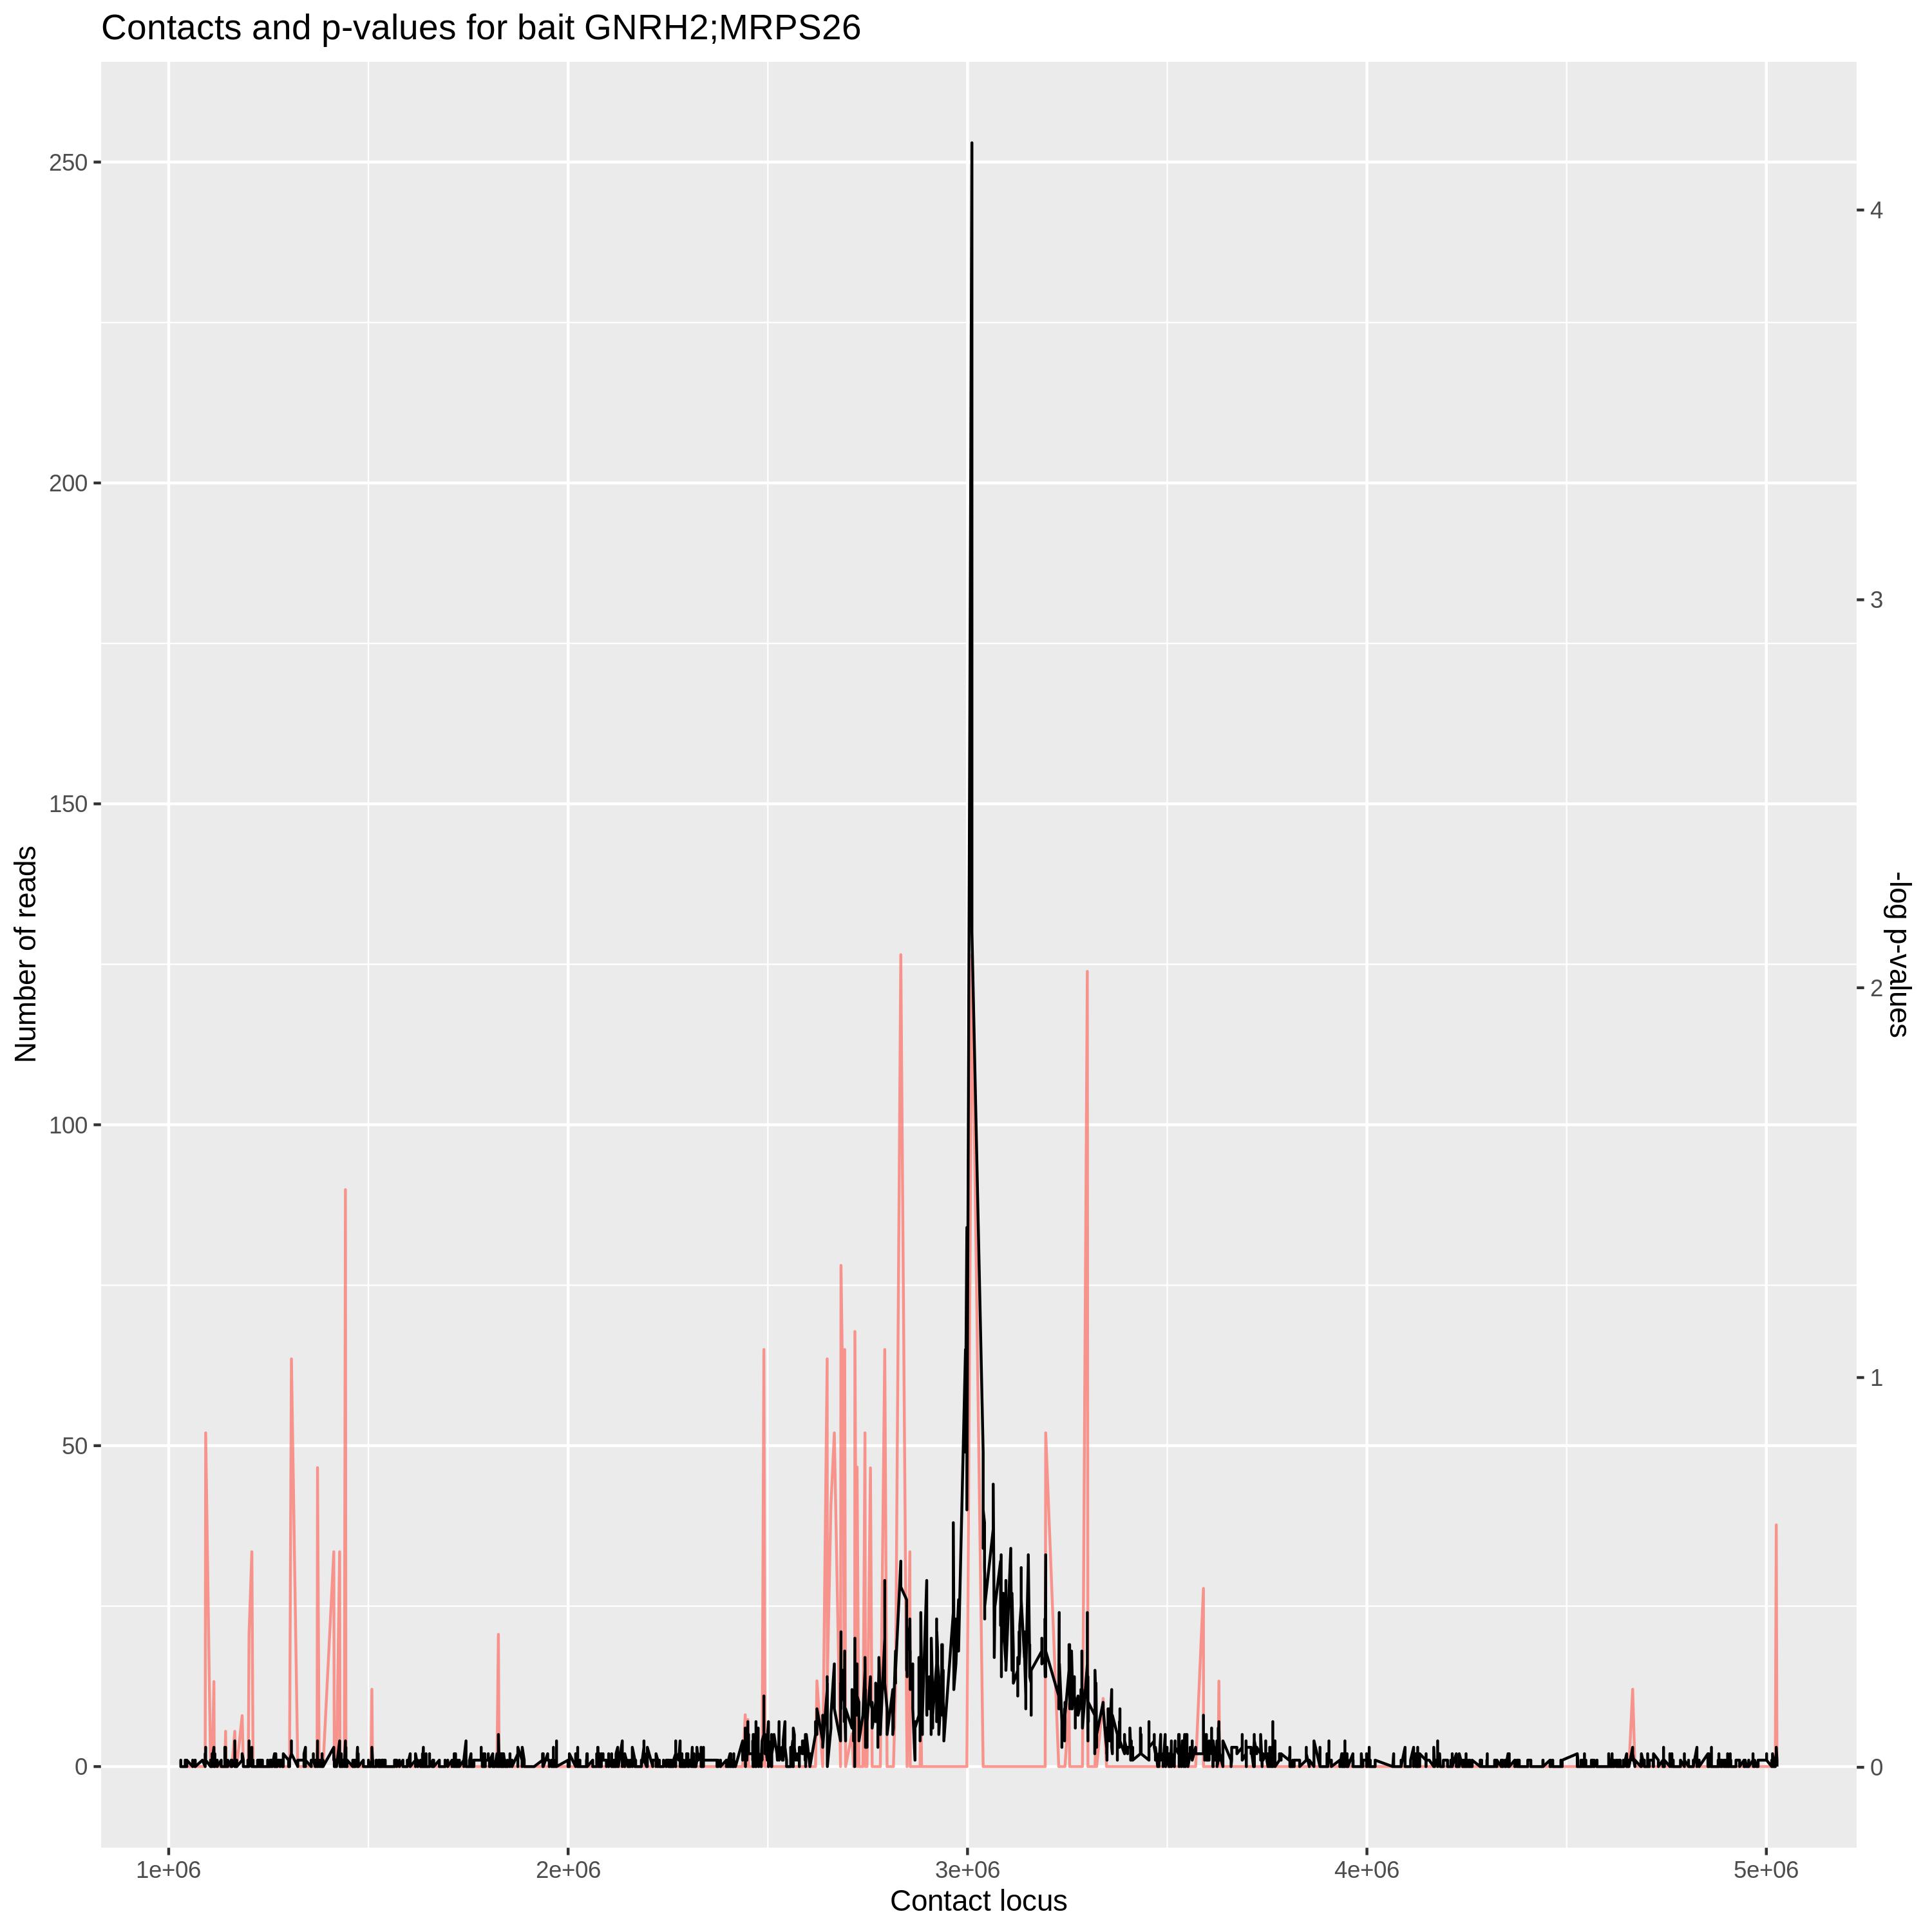 Contacts and p-values for bait GNRH2;MRPS26
250
200
150
100
50
0
Number of reads
4
3
2
1
0
-log p-values
1e+06
2e+06
3e+06
4e+06
5e+06
Contact locus